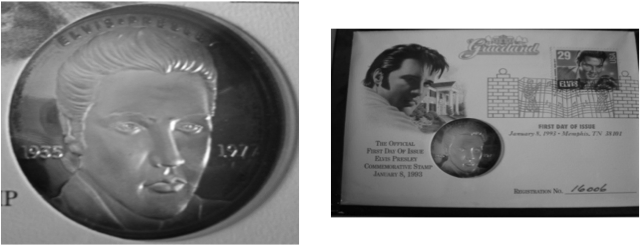 ELVIS PRESLEY
1935 1977
P
Graceland
29
ELVIS
FIRST DAY OF ISSUE
January 8, 1993 • Memphis, TN 38101
THE OFFICIAL
FIRST DAY OF ISSUE
ELVIS PRESLEY
COMMEMORATIVE STAMP
JANUARY 8, 1993
REGISTRATION NO. 16006